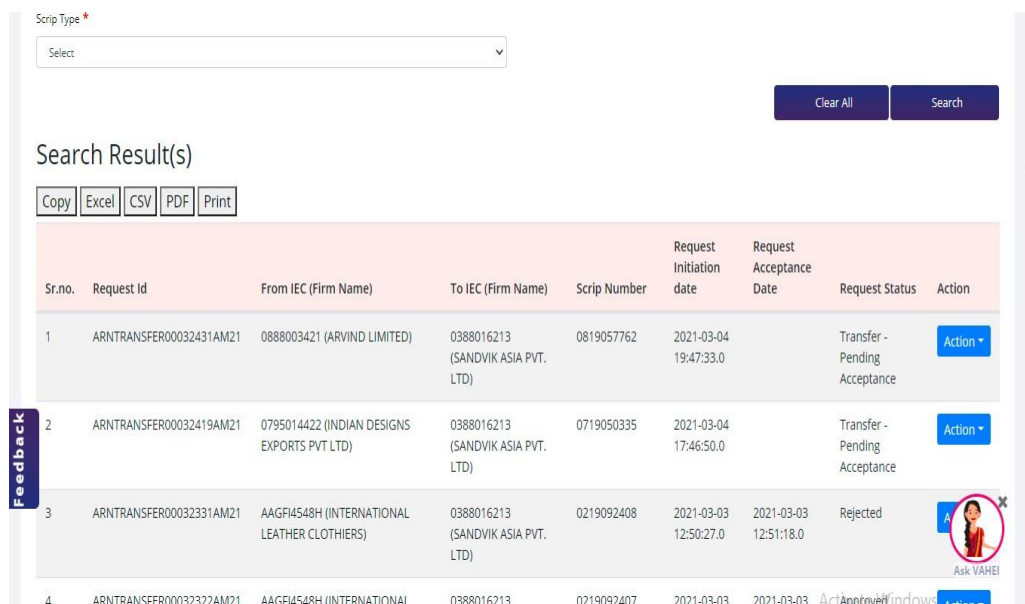 Scrip Type *
Select
Clear All Search
Search Result(s)
Copy Excel CSV PDF Print
Sr.no. Request Id From IEC (Firm Name) To IEC (Firm Name) Scrip Number Request Initiation date Request Acceptance Date Request Status Action
1 ARNTRANSFER00032431AM21 0888003421 (ARVIND LIMITED) 0388016213 (SANDVIK ASIA PVT. LTD) 0819057762 2021-03-04 19:47:33.0 Transfer - Pending Acceptance Action
2 ARNTRANSFER00032419AM21 0795014422 (INDIAN DESIGNS EXPORTS PVT LTD) 0388016213 (SANDVIK ASIA PVT. LTD) 0719050335 2021-03-04 17:46:50.0 Transfer - Pending Acceptance Action
3 ARNTRANSFER00032331AM21 AAGFI4548H (INTERNATIONAL LEATHER CLOTHIERS) 0388016213 (SANDVIK ASIA PVT. LTD) 0219092408 2021-03-03 12:50:27.0 2021-03-03 12:51:18.0 Rejected
4 ARNTRANSFER00032322AM21 AAGFI4548H (INTERNATIONAL 0388016213 0219092407 2021-03-03 2021-03-03 Approved
Feedback
X
Ask VAHEI